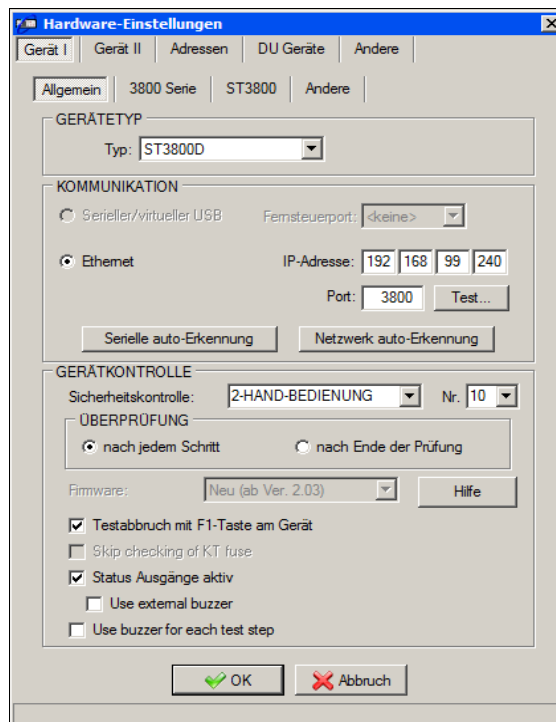 Hardware-Einstellungen
Gerät I Gerät II Adressen DU Geräte Andere
Allgemein 3800 Serie ST3800 Andere
GERÄTETYP
Typ: ST3800D
KOMMUNIKATION
Serieller/virtueller USB Fernsteuerport: <keine>
Ethernet IP-Adresse: 192 168 99 240
Port: 3800 Test...
Serielle auto-Erkennung Netzwerk auto-Erkennung
GERÄTKONTROLLE
Sicherheitskontrolle: 2-HAND-BEDIENUNG Nr. 10
ÜBERPRÜFUNG
nach jedem Schritt nach Ende der Prüfung
Firmware: Neu (ab Ver. 2.03) Hilfe
Testabbruch mit F1-Taste am Gerät
Skip checking of KT fuse
Status Ausgänge aktiv
Use external buzzer
Use buzzer for each test step
OK Abbruch